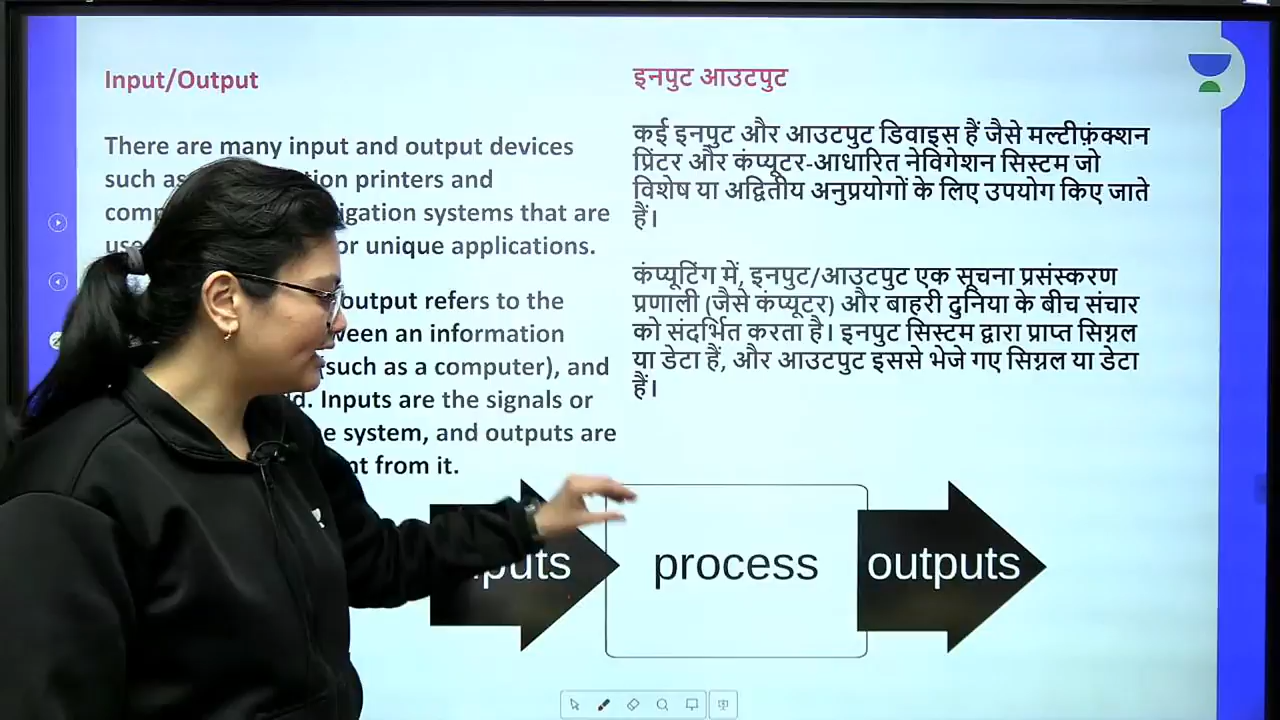 Input/Output
There are many input and output devices
such as tion printers and
comp igation systems that are
use or unique applications.
output refers to the
ween an information
(such as a computer), and
d. Inputs are the signals or
e system, and outputs are
nt from it.
इनपुट आउटपुट
कई इनपुट और आउटपुट डिवाइस हैं जैसे मल्टीफ़ंक्शन
प्रिंटर और कंप्यूटर-आधारित नेविगेशन सिस्टम जो
विशेष या अद्वितीय अनुप्रयोगों के लिए उपयोग किए जाते
हैं।
कंप्यूटिंग में, इनपुट/आउटपुट एक सूचना प्रसंस्करण
प्रणाली (जैसे कंप्यूटर) और बाहरी दुनिया के बीच संचार
को संदर्भित करता है। इनपुट सिस्टम द्वारा प्राप्त सिग्नल
या डेटा हैं, और आउटपुट इससे भेजे गए सिग्नल या डेटा
हैं।
puts
process
outputs